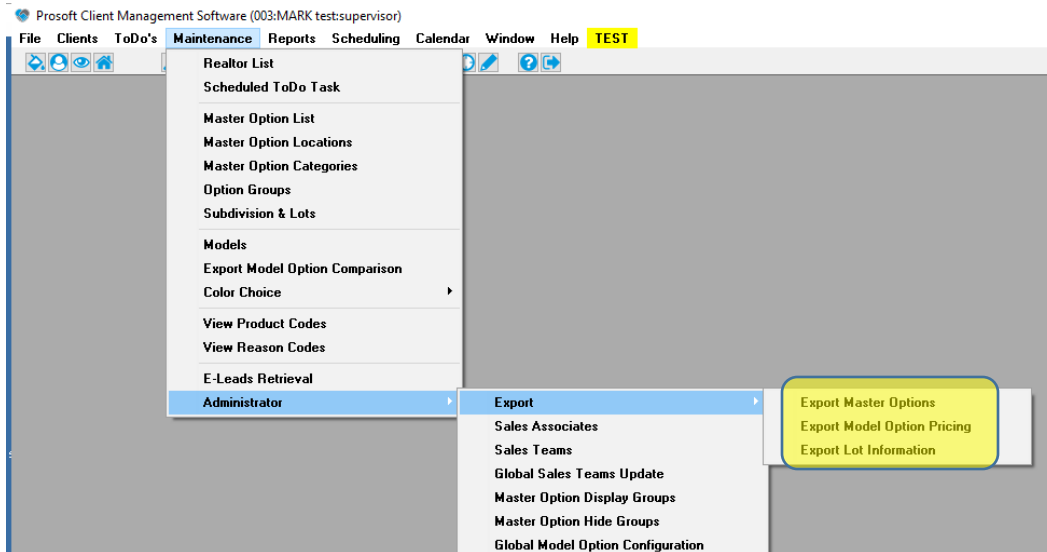 Prosoft Client Management Software (003:MARK test:supervisor)
File Clients ToDo's Maintenance Reports Scheduling Calendar Window Help TEST
Realtor List
Scheduled ToDo Task
Master Option List
Master Option Locations
Master Option Categories
Option Groups
Subdivision & Lots
Models
Export Model Option Comparison
Color Choice
View Product Codes
View Reason Codes
E-Leads Retrieval
Administrator
Export
Sales Associates
Sales Teams
Global Sales Teams Update
Master Option Display Groups
Master Option Hide Groups
Global Model Option Configuration
Export Master Options
Export Model Option Pricing
Export Lot Information